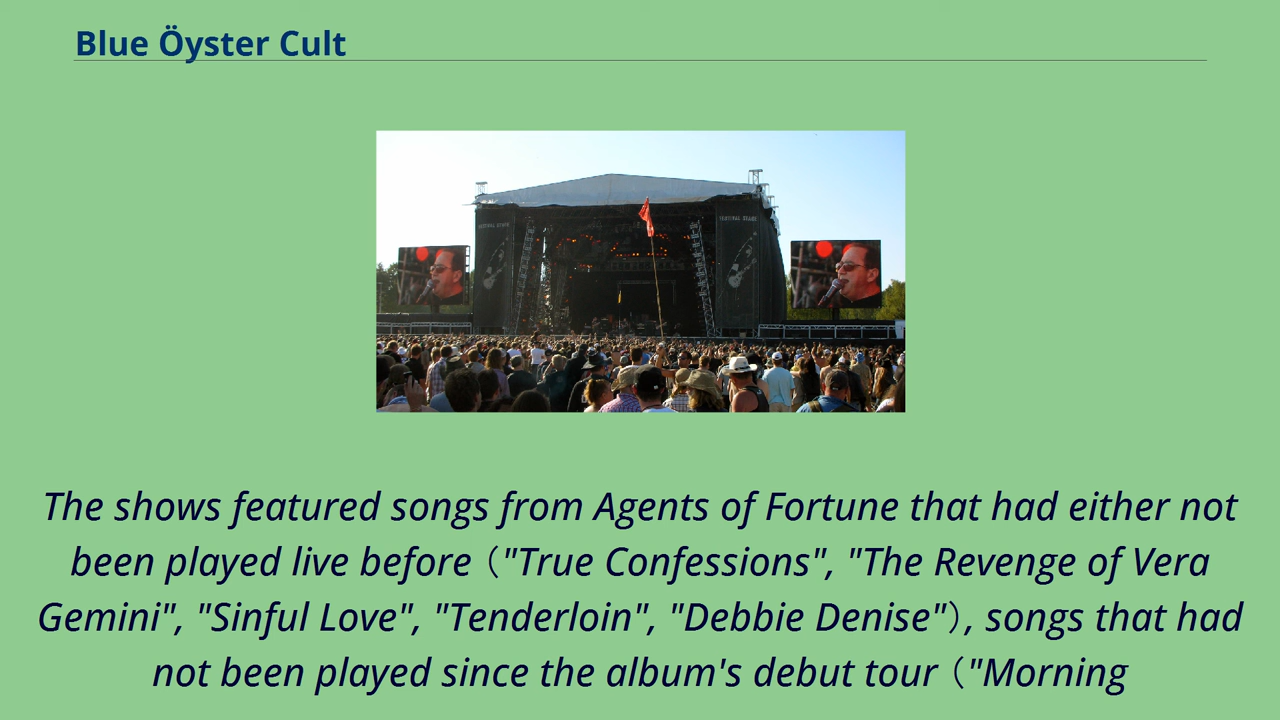 Blue Öyster Cult
The shows featured songs from Agents of Fortune that had either not
been played live before（"True Confessions", "The Revenge of Vera
Gemini", "Sinful Love", "Tenderloin", "Debbie Denise"）, songs that had
not been played since the album's debut tour（"Morning